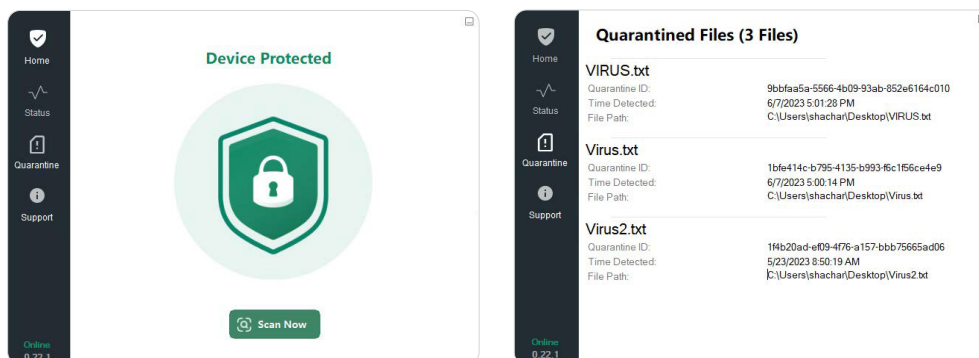 Home
Status
Quarantine
Support
Online
0.22.1
Device Protected
Scan Now
Home
Status
Quarantine
Support
Online
0.22.1
Quarantined Files (3 Files)
VIRUS.txt
Quarantine ID: 9bbfaa5a-5566-4b09-93ab-852e6164c010
Time Detected: 6/7/2023 5:01:28 PM
File Path: C:\Users\shachar\Desktop\VIRUS.txt
Virus.txt
Quarantine ID: 1bfe414c-b795-4135-b993-f6c1f56ce4e9
Time Detected: 6/7/2023 5:00:14 PM
File Path: C:\Users\shachar\Desktop\Virus.txt
Virus2.txt
Quarantine ID: 1f4b20ad-ef09-4f76-a157-bbb75665ad06
Time Detected: 5/23/2023 8:50:19 AM
File Path: C:\Users\shachar\Desktop\Virus2.txt